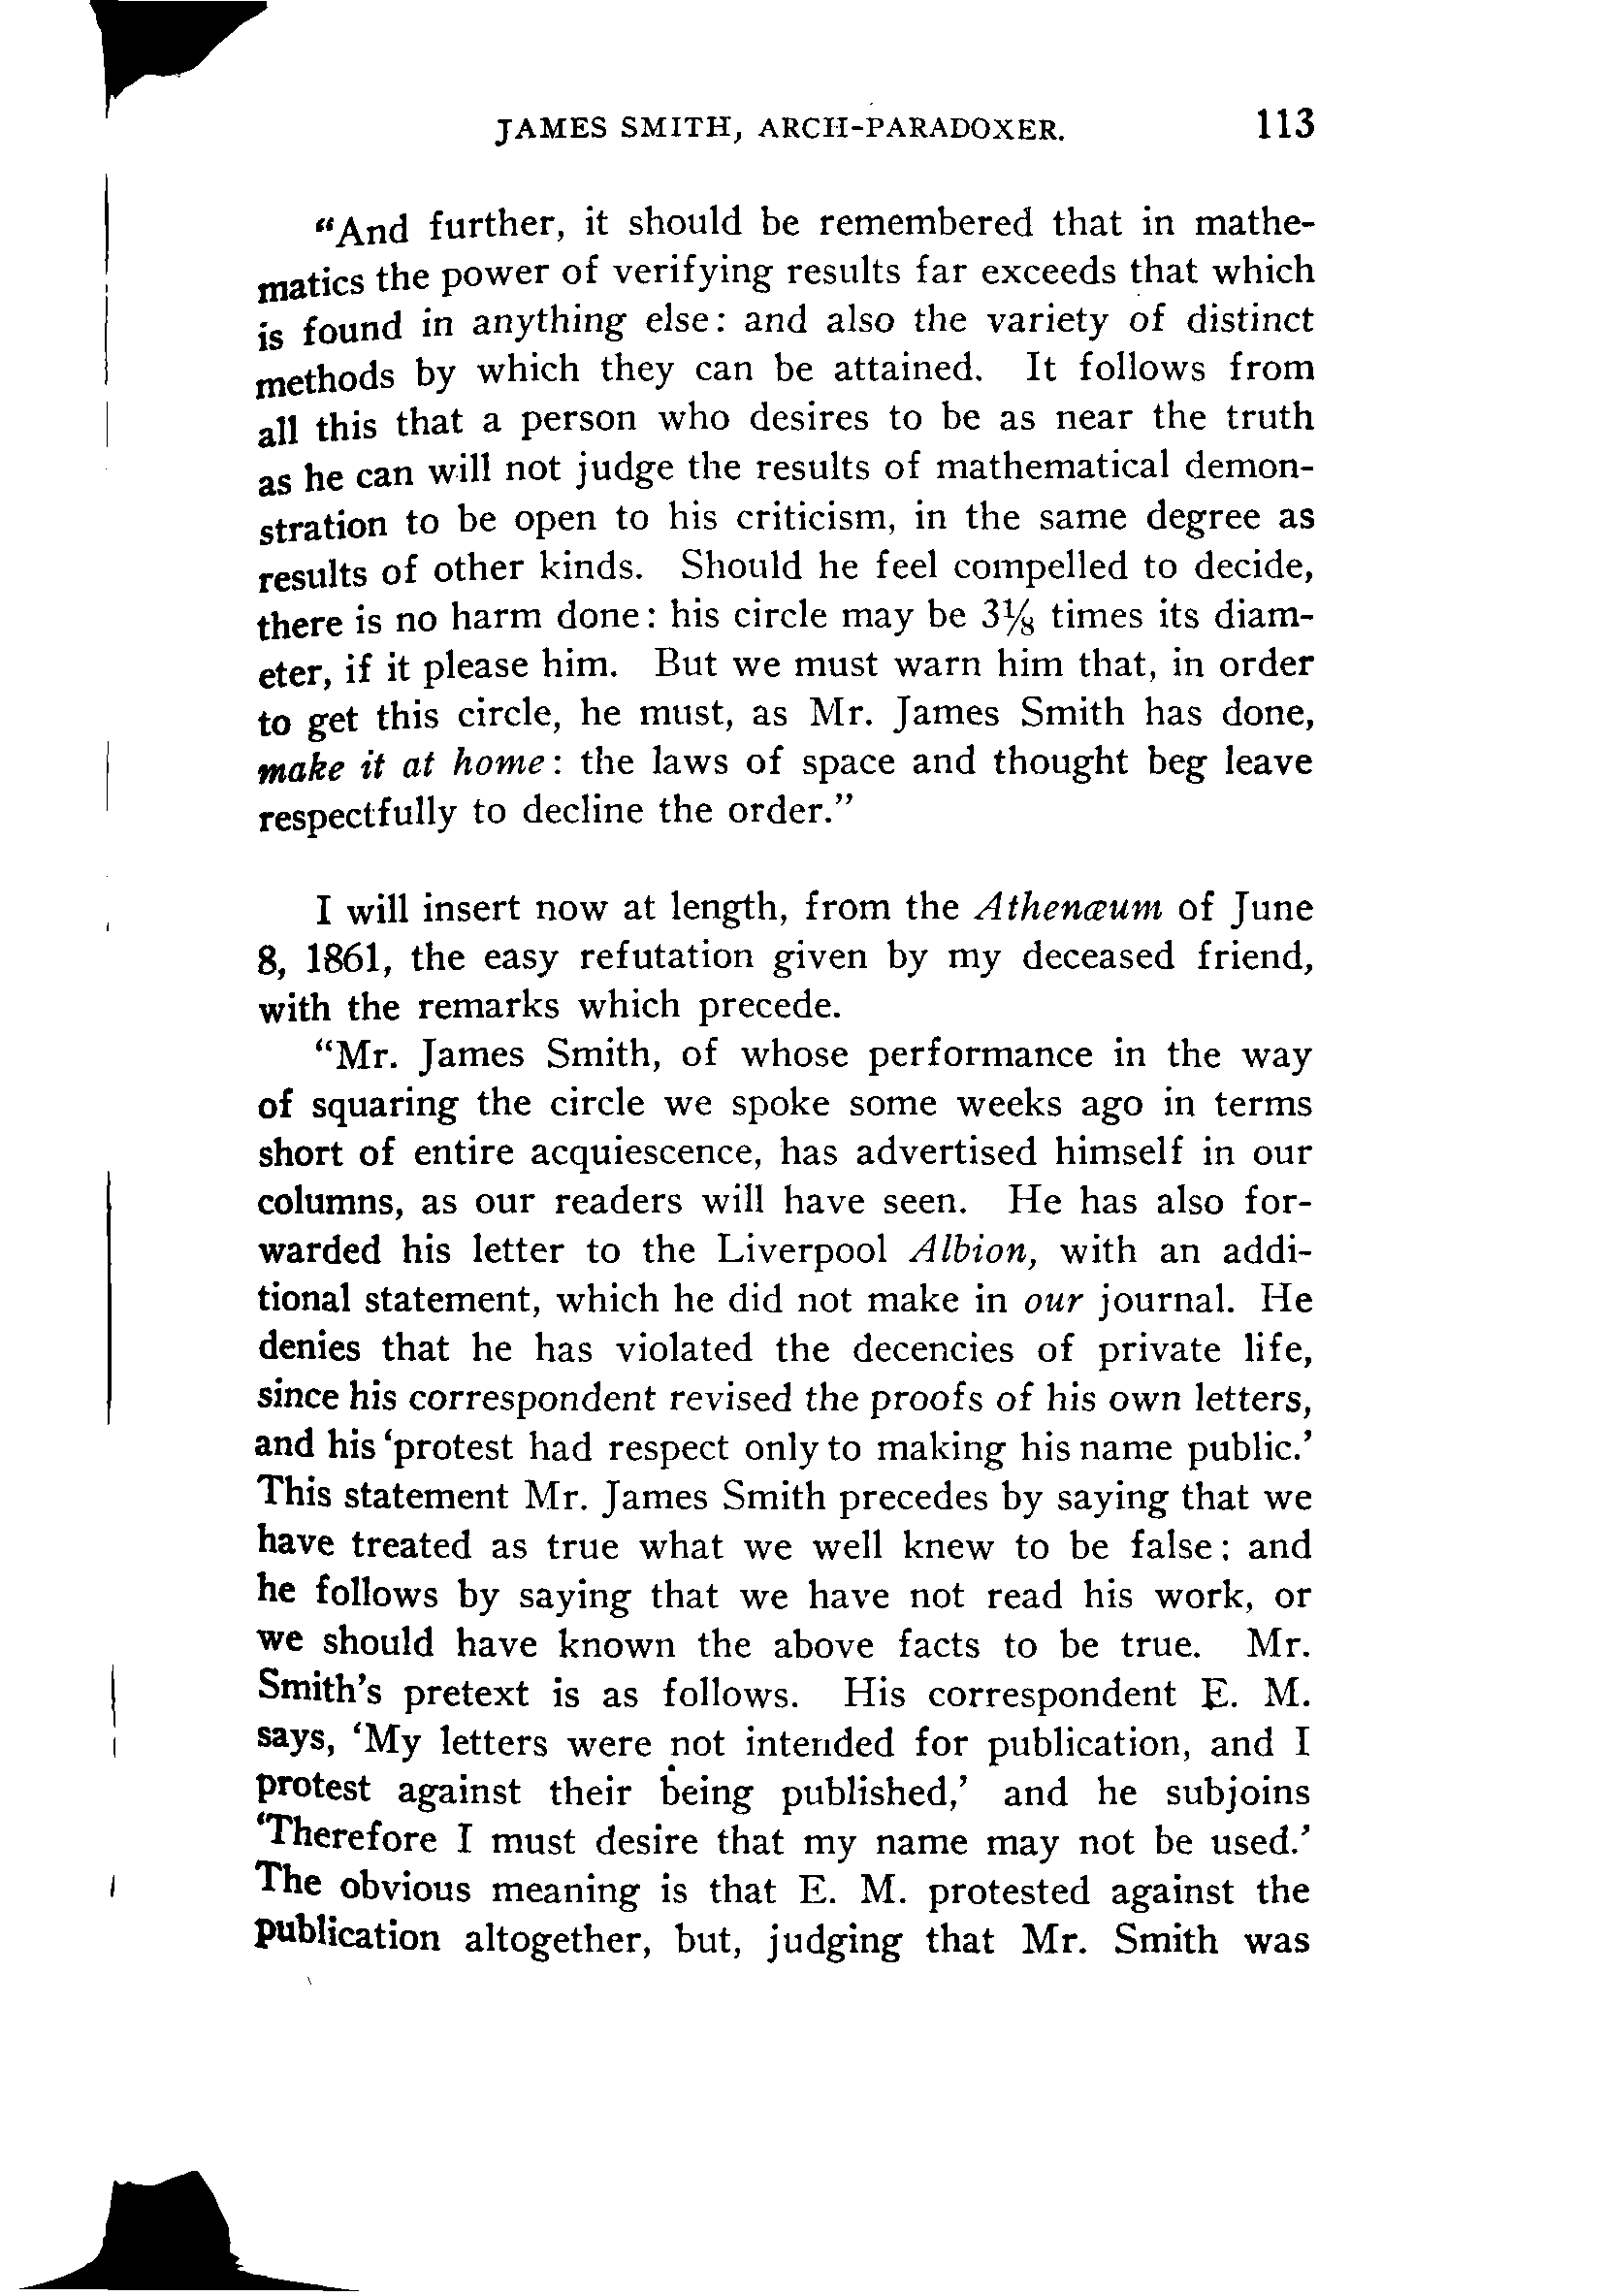 JAMES SMITH, ARCH-PARADOXER. 113
"And further, it should be remembered that in mathe-
matics the power of verifying results far exceeds that which
is found in anything else: and also the variety of distinct
methods by which they can be attained. It follows from
all this that a person who desires to be as near the truth
as he can will not judge the results of mathematical demon-
stration to be open to his criticism, in the same degree as
results of other kinds. Should he feel compelled to decide,
there is no harm done: his circle may be 3⅛ times its diam-
eter, if it please him. But we must warn him that, in order
to get this circle, he must, as Mr. James Smith has done,
make it at home: the laws of space and thought beg leave
respectfully to decline the order."
I will insert now at length, from the Athenæum of June
8, 1861, the easy refutation given by my deceased friend,
with the remarks which precede.
"Mr. James Smith, of whose performance in the way
of squaring the circle we spoke some weeks ago in terms
short of entire acquiescence, has advertised himself in our
columns, as our readers will have seen. He has also for-
warded his letter to the Liverpool Albion, with an addi-
tional statement, which he did not make in our journal. He
denies that he has violated the decencies of private life,
since his correspondent revised the proofs of his own letters,
and his 'protest had respect only to making his name public.'
This statement Mr. James Smith precedes by saying that we
have treated as true what we well knew to be false; and
he follows by saying that we have not read his work, or
we should have known the above facts to be true. Mr.
Smith's pretext is as follows. His correspondent E. M.
says, 'My letters were not intended for publication, and I
protest against their being published,' and he subjoins
'Therefore I must desire that my name may not be used.'
The obvious meaning is that E. M. protested against the
publication altogether, but, judging that Mr. Smith was